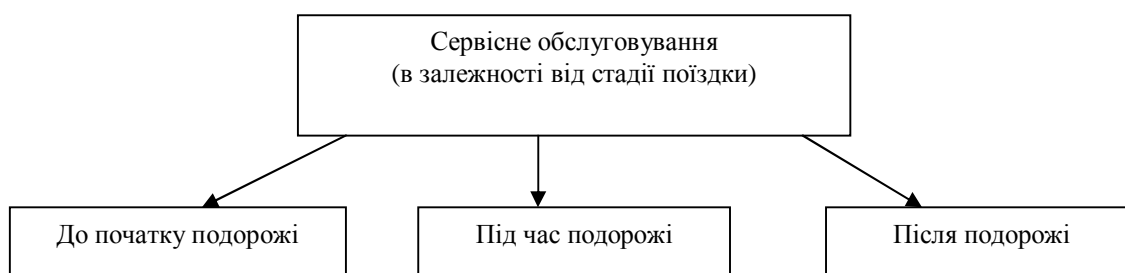 Сервісне обслуговування
(в залежності від стадії поїздки)
До початку подорожі
Під час подорожі
Після подорожі